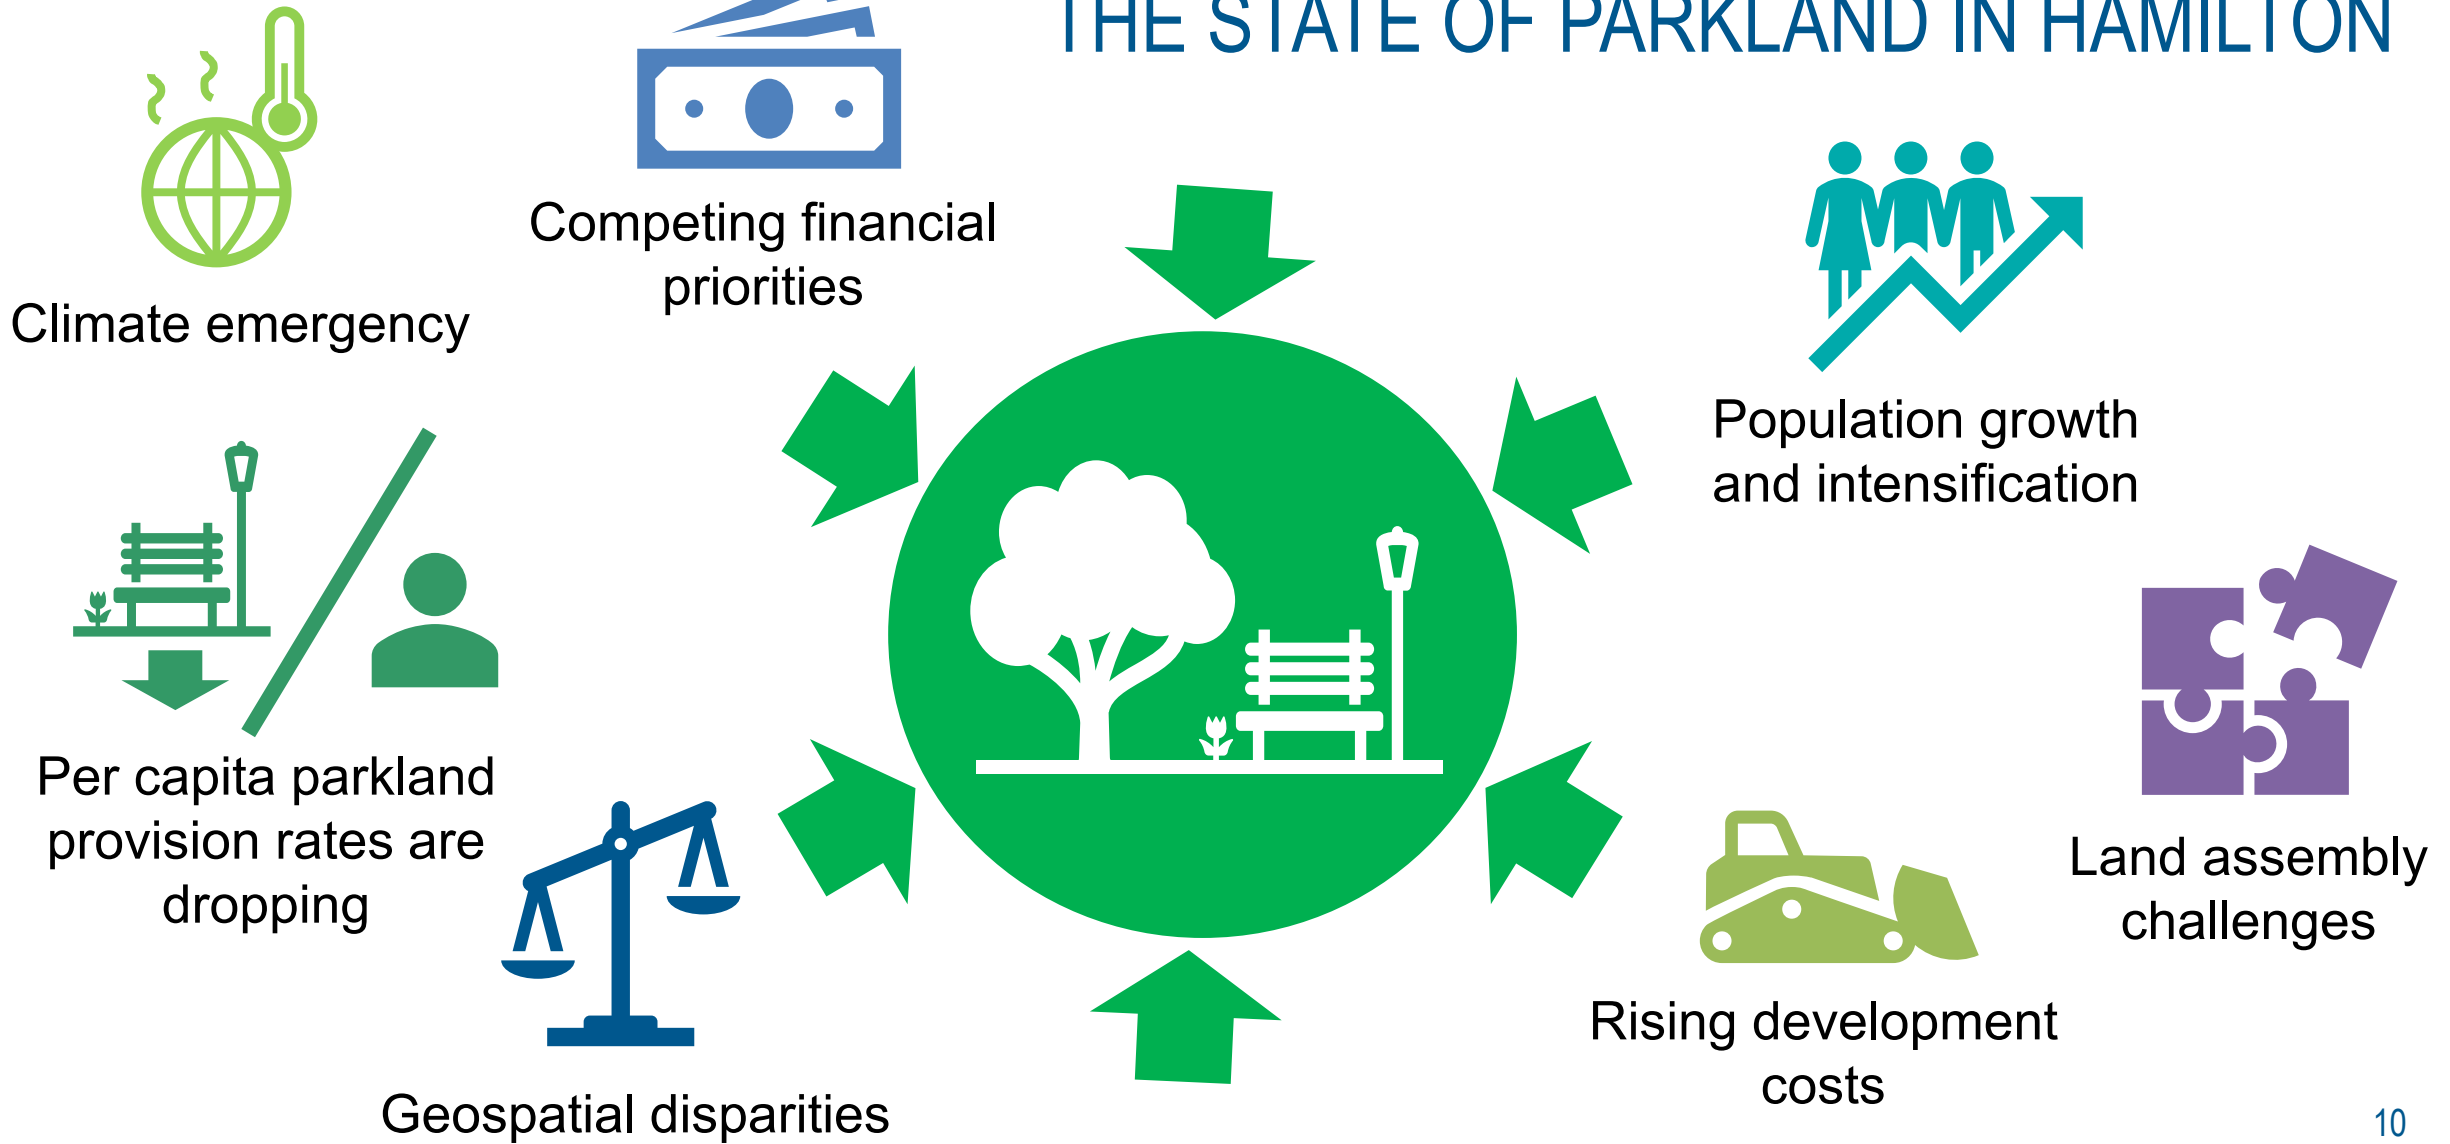 THE STATE OF PARKLAND IN HAMILTON
Climate emergency
Competing financial
priorities
Population growth
and intensification
Per capita parkland
provision rates are
dropping
Land assembly
challenges
Rising development
costs
Geospatial disparities
10